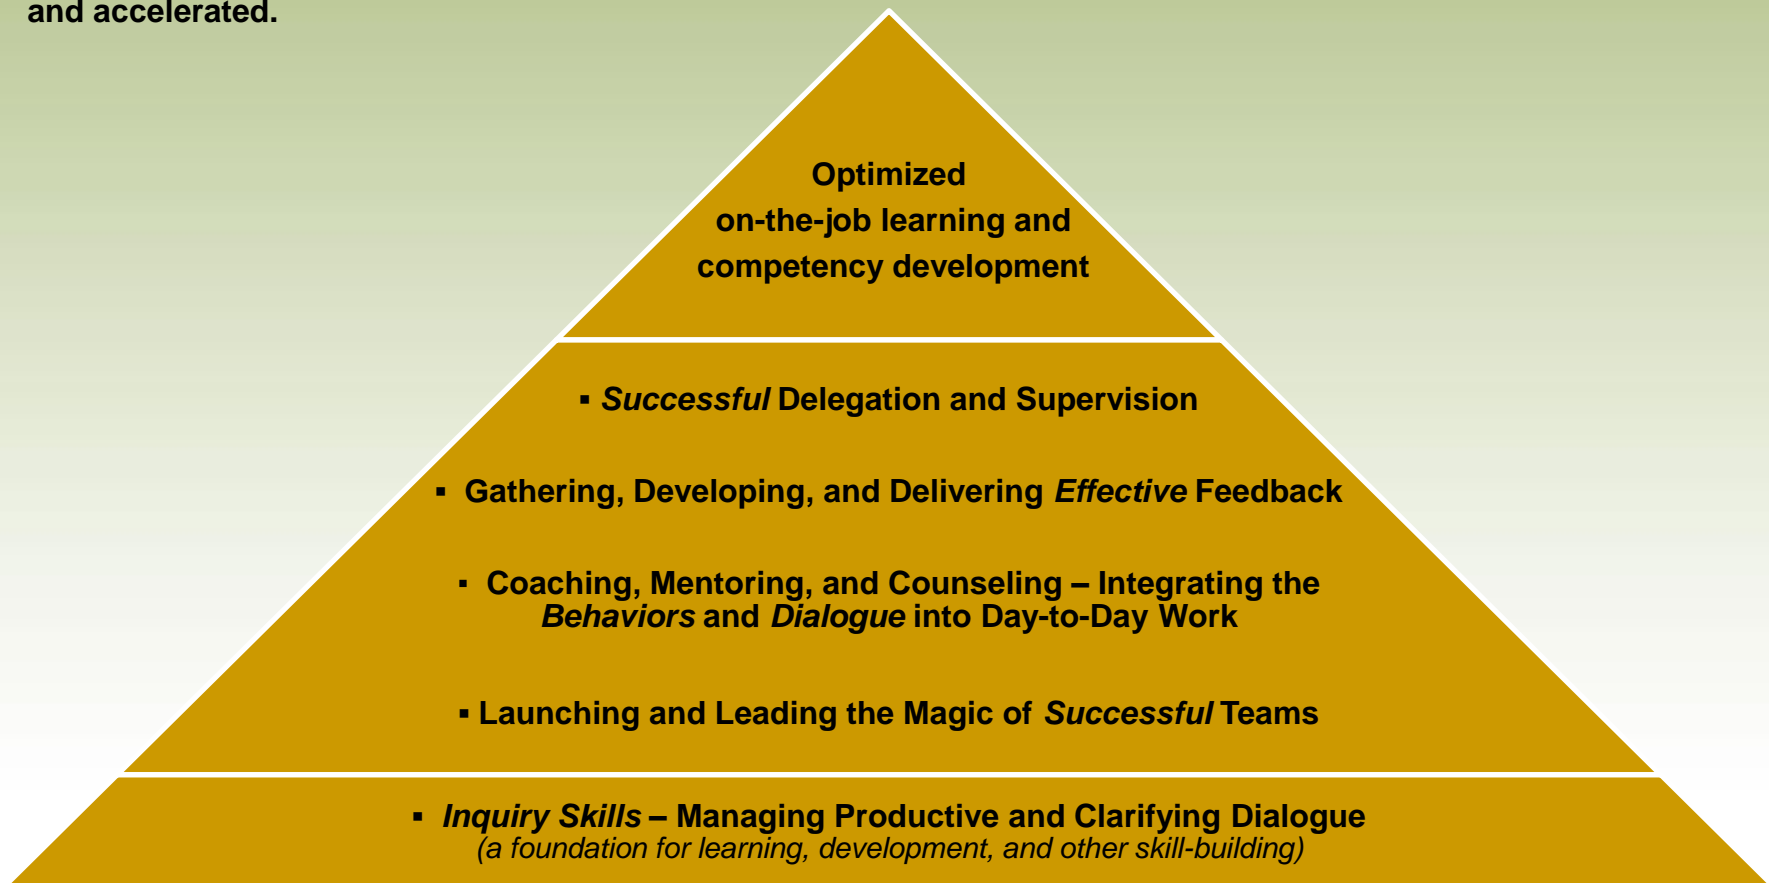 and accelerated.
Optimized
on-the-job learning and
competency development
▪ Successful Delegation and Supervision
▪ Gathering, Developing, and Delivering Effective Feedback
▪ Coaching, Mentoring, and Counseling – Integrating the
Behaviors and Dialogue into Day-to-Day Work
▪ Launching and Leading the Magic of Successful Teams
▪ Inquiry Skills – Managing Productive and Clarifying Dialogue
(a foundation for learning, development, and other skill-building)